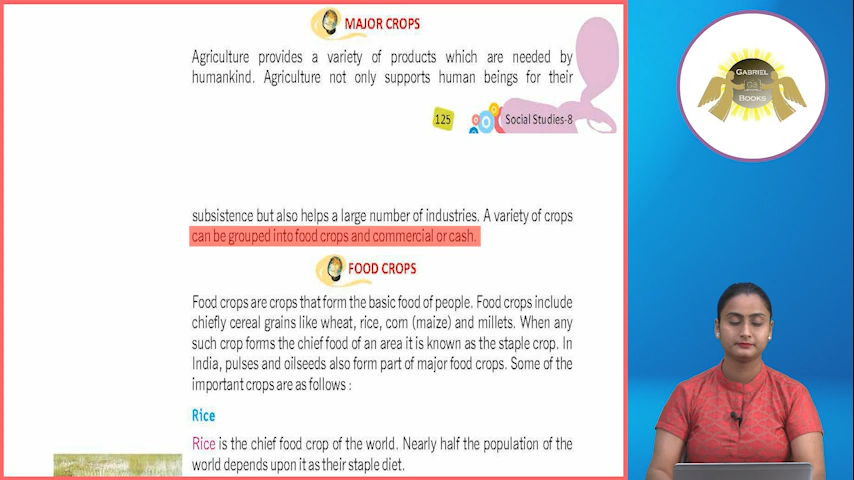 MAJOR CROPS
Agriculture provides a variety of products which are needed by
humankind. Agriculture not only supports human beings for their
125
Social Studies-8
subsistence but also helps a large number of industries. A variety of crops
can be grouped into food crops and commercial or cash.
FOOD CROPS
Food crops are crops that form the basic food of people. Food crops include
chiefly cereal grains like wheat, rice, corn (maize) and millets. When any
such crop forms the chief food of an area it is known as the staple crop. In
India, pulses and oilseeds also form part of major food crops. Some of the
important crops are as follows :
Rice
Rice is the chief food crop of the world. Nearly half the population of the
world depends upon it as their staple diet.
GABRIEL
GB
BOOKS